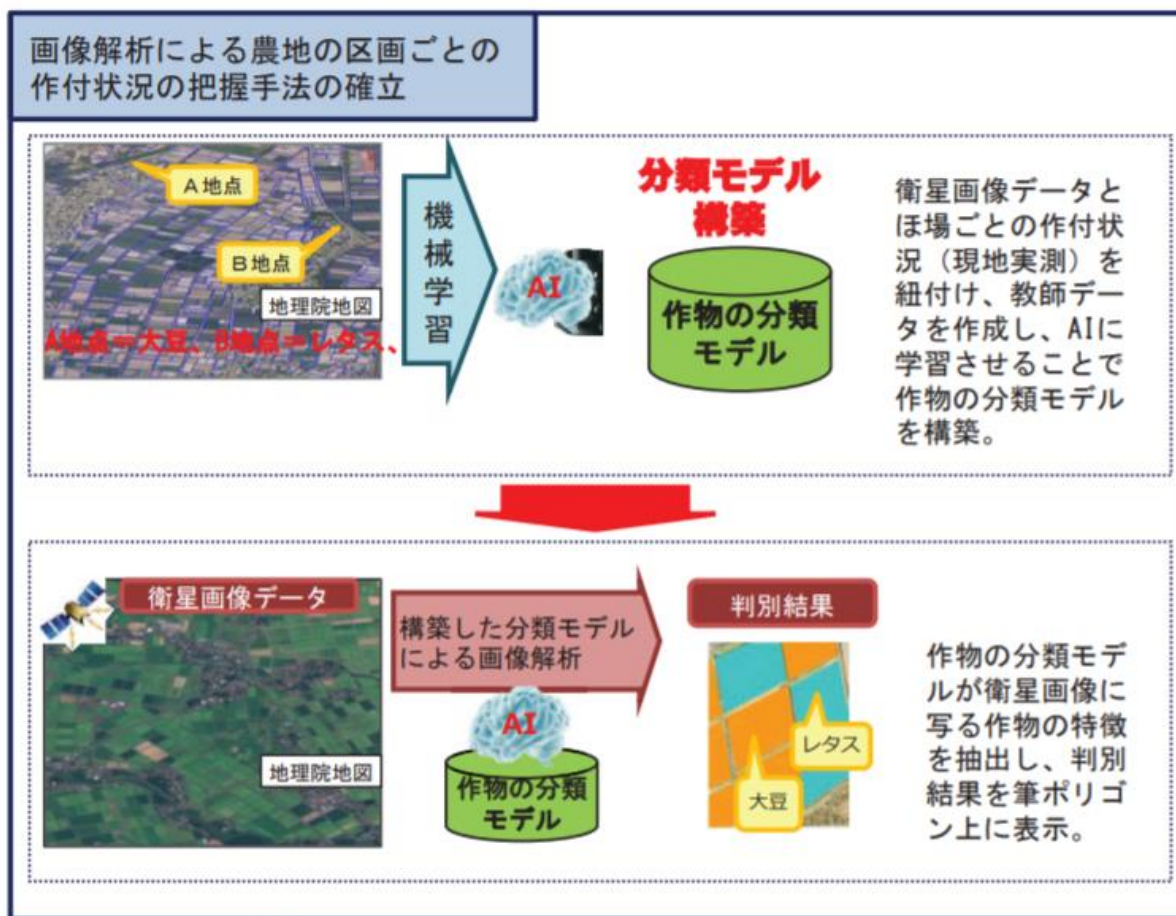 画像解析による農地の区画ごとの
作付状況の把握手法の確立
A地点
B地点
地理院地図
A地点＝大豆、B地点＝レタス、
機械学習
AI
分類モデル
構築
作物の分類
モデル
衛星画像データと
ほ場ごとの作付状
況（現地実測）を
紐付け、教師デー
タを作成し、AIに
学習させることで
作物の分類モデル
を構築。
衛星画像データ
地理院地図
構築した分類モデル
による画像解析
AI
作物の分類
モデル
判別結果
レタス
大豆
作物の分類モデ
ルが衛星画像に
写る作物の特徴
を抽出し、判別
結果を筆ポリゴ
ン上に表示。